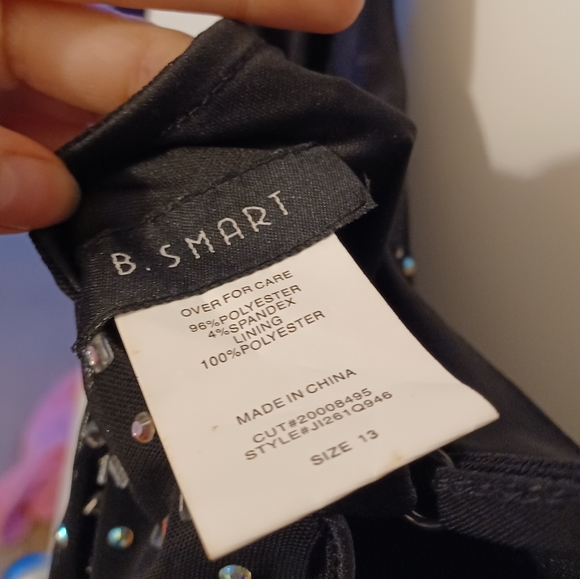 B. SMART
OVER FOR CARE
96%POLYESTER
4%SPANDEX
LINING
100%POLYESTER
MADE IN CHINA
CUT#20008495
STYLE#JI261Q946
SIZE 13